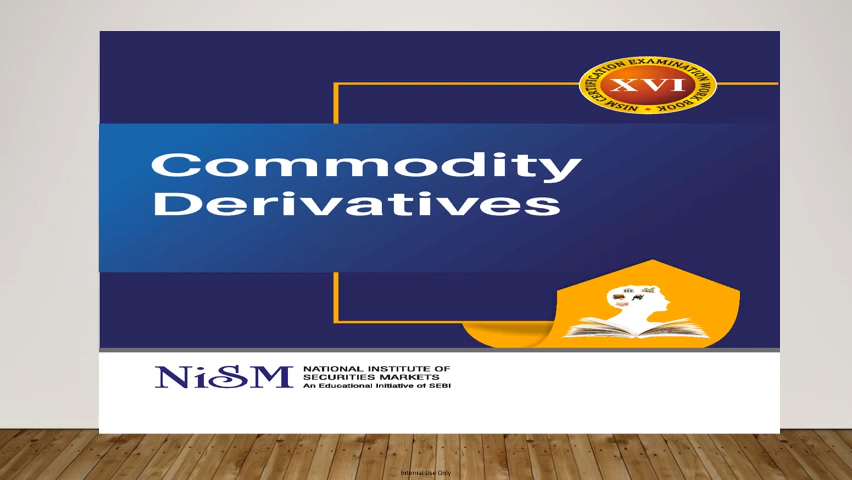 NISM CERTIFICATION EXAMINATION WORK BOOK
XVI
Commodity
Derivatives
NiSM
NATIONAL INSTITUTE OF
SECURITIES MARKETS
An Educational Initiative of SEBI
Internal Use Only